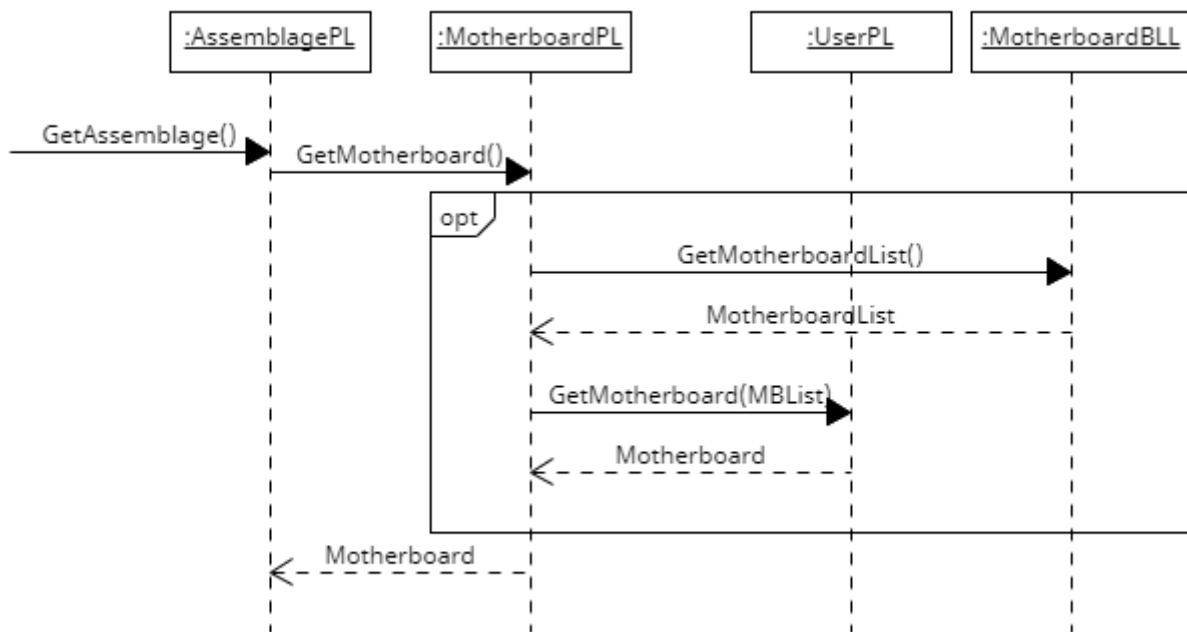 :AssemblagePL
:MotherboardPL
:UserPL
:MotherboardBLL
GetAssemblage()
GetMotherboard()
opt
GetMotherboardList()
MotherboardList
GetMotherboard(MBList)
Motherboard
Motherboard